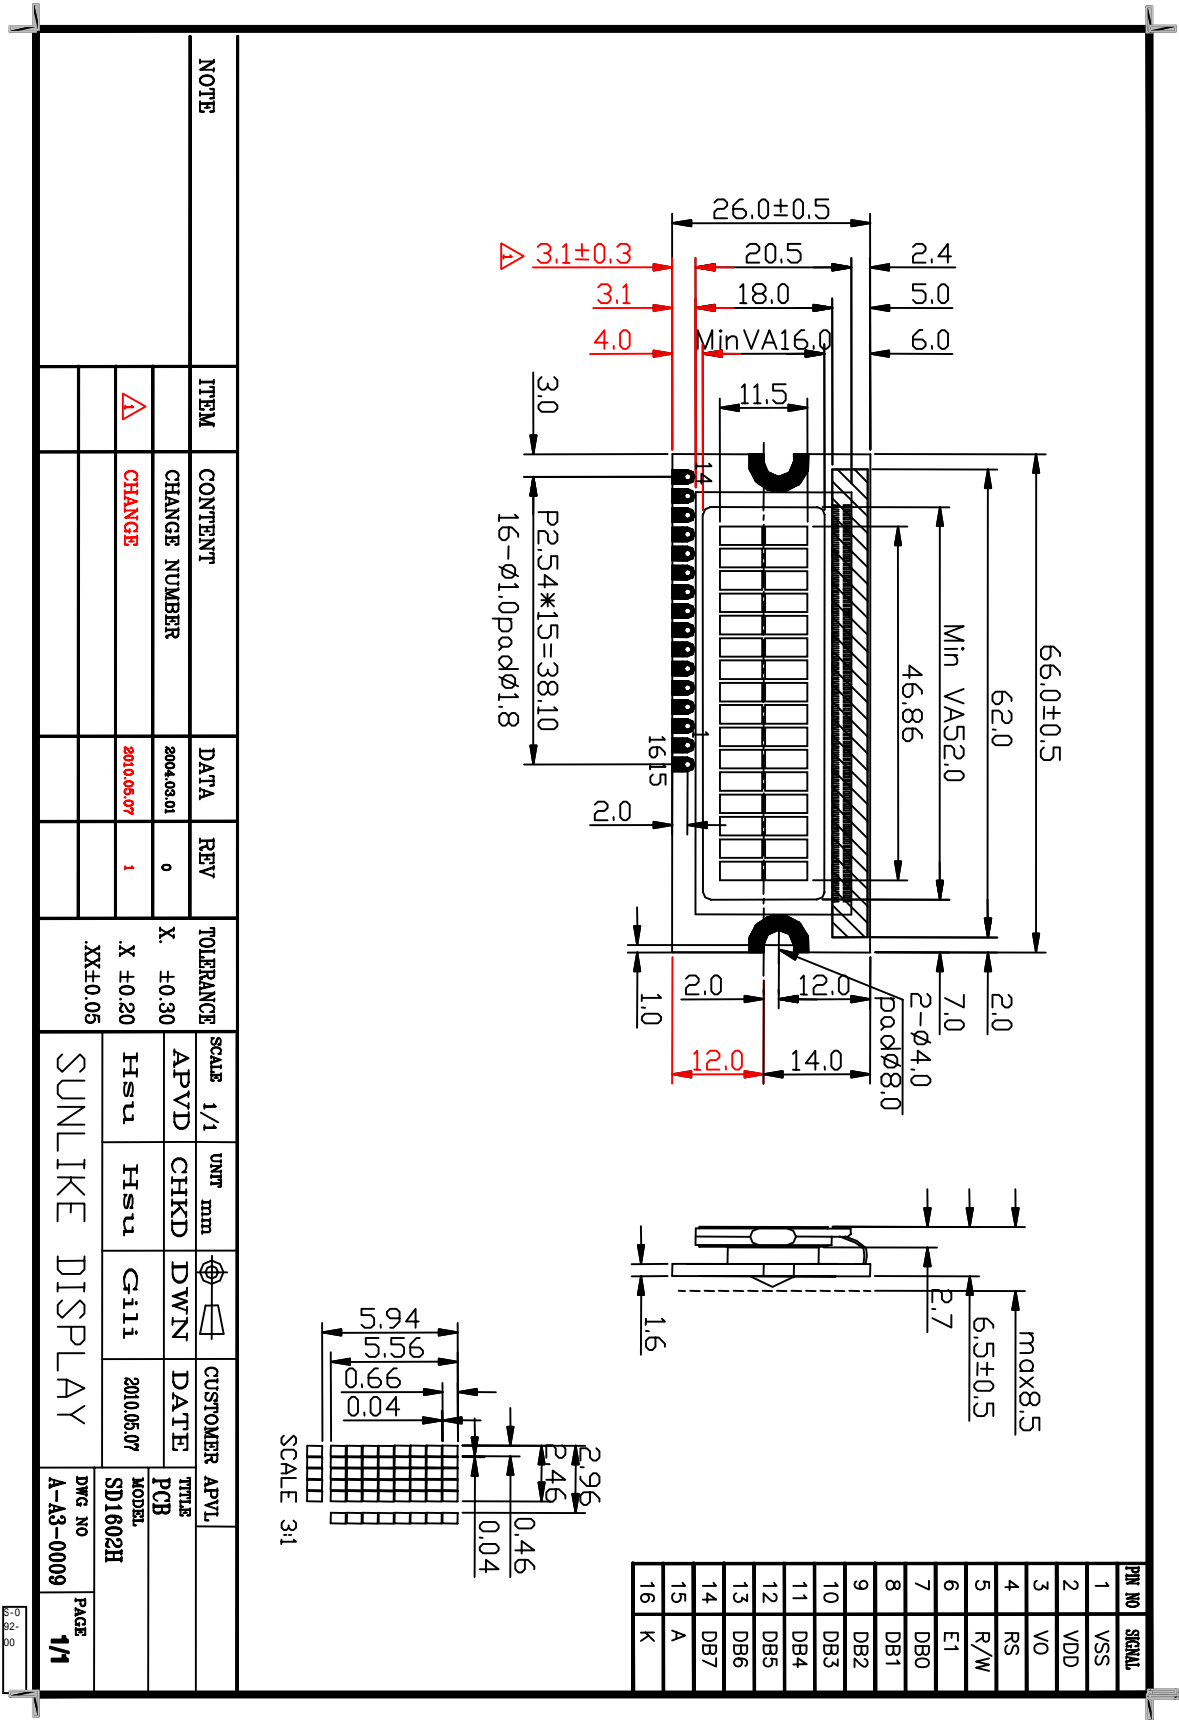 66.0±0.5
62.0
Min VA52.0
46.86
2.0
7.0
2-Ø4.0
padØ8.0
26.0±0.5
2.4
20.5
3.1±0.3
1
5.0
18.0
3.1
6.0
MinVA16.0
4.0
11.5
3.0
14
1
16 15
P2.54*15=38.10
16-Ø1.0padØ1.8
2.0
1.0
2.0
12.0
12.0
14.0
max8.5
6.5±0.5
2.7
1.6
5.94
5.56
0.66
0.04
2.96
2.46
0.46
0.04
SCALE 3:1
PIN NO SIGNAL
1 VSS
2 VDD
3 VO
4 RS
5 R/W
6 E1
7 DB0
8 DB1
9 DB2
10 DB3
11 DB4
12 DB5
13 DB6
14 DB7
15 A
16 K
NOTE
ITEM CONTENT DATA REV
CHANGE NUMBER 2004.03.01 0
1 CHANGE 2010.05.07 1
TOLERANCE
X. ±0.30
.X ±0.20
.XX±0.05
SCALE 1/1 UNIT mm CUSTOMER APVL
APVD CHKD DWN DATE
Hsu Hsu Gili 2010.05.07
SUNLIKE DISPLAY
TITLE
PCB
MODEL
SD1602H
DWG NO
A-A3-0009
PAGE
1/1
S-0
92-
00